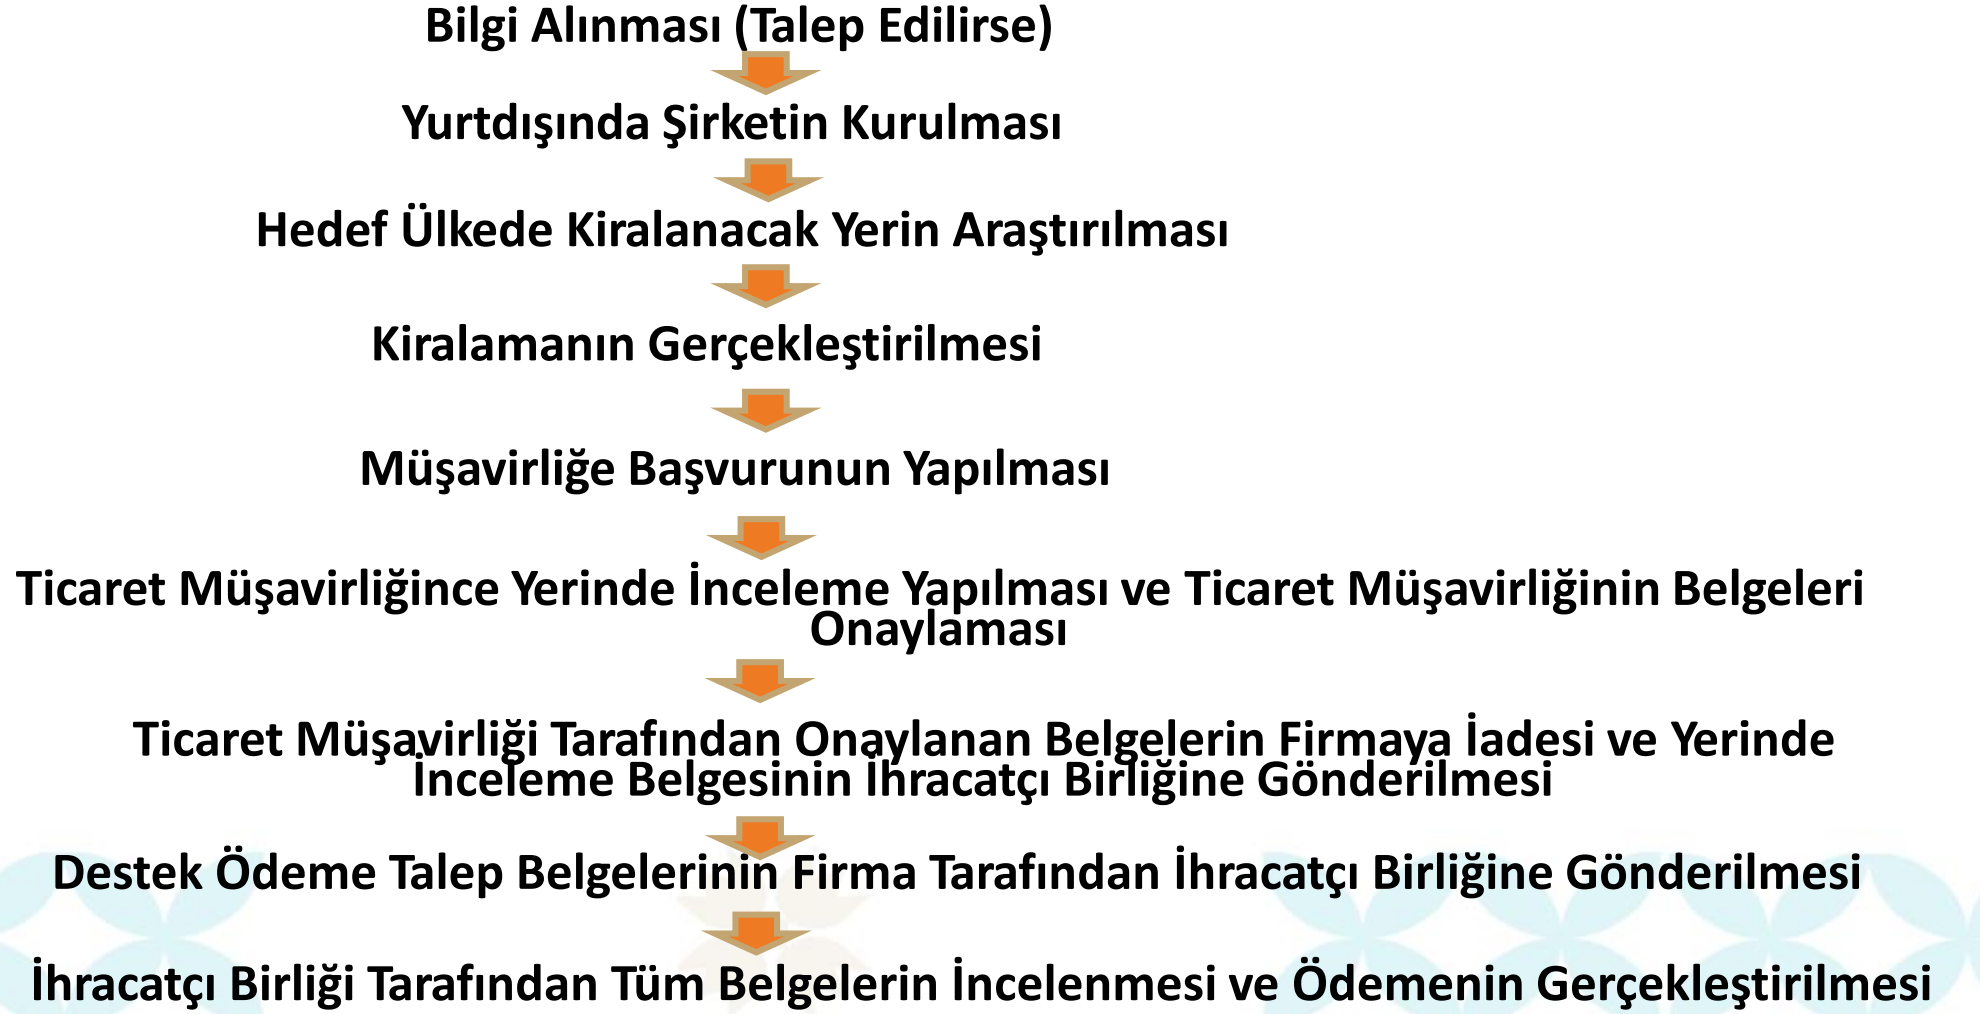 Bilgi Alınması (Talep Edilirse)
Yurtdışında Şirketin Kurulması
Hedef Ülkede Kiralanacak Yerin Araştırılması
Kiralamanın Gerçekleştirilmesi
Müşavirliğe Başvurunun Yapılması
Ticaret Müşavirliğince Yerinde İnceleme Yapılması ve Ticaret Müşavirliğinin Belgeleri
Onaylaması
Ticaret Müşavirliği Tarafından Onaylanan Belgelerin Firmaya İadesi ve Yerinde
İnceleme Belgesinin İhracatçı Birliğine Gönderilmesi
Destek Ödeme Talep Belgelerinin Firma Tarafından İhracatçı Birliğine Gönderilmesi
İhracatçı Birliği Tarafından Tüm Belgelerin İncelenmesi ve Ödemenin Gerçekleştirilmesi